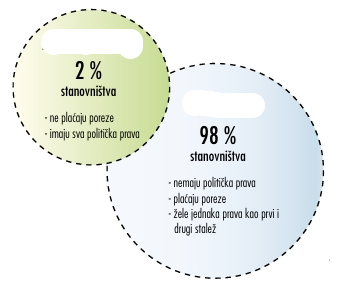 2 %
stanovništva
· ne plaćaju poreze
· imaju sva politička prava
98 %
stanovništva
· nemaju politička prava
· plaćaju poreze
· žele jednaka prava kao prvi i
drugi stalež